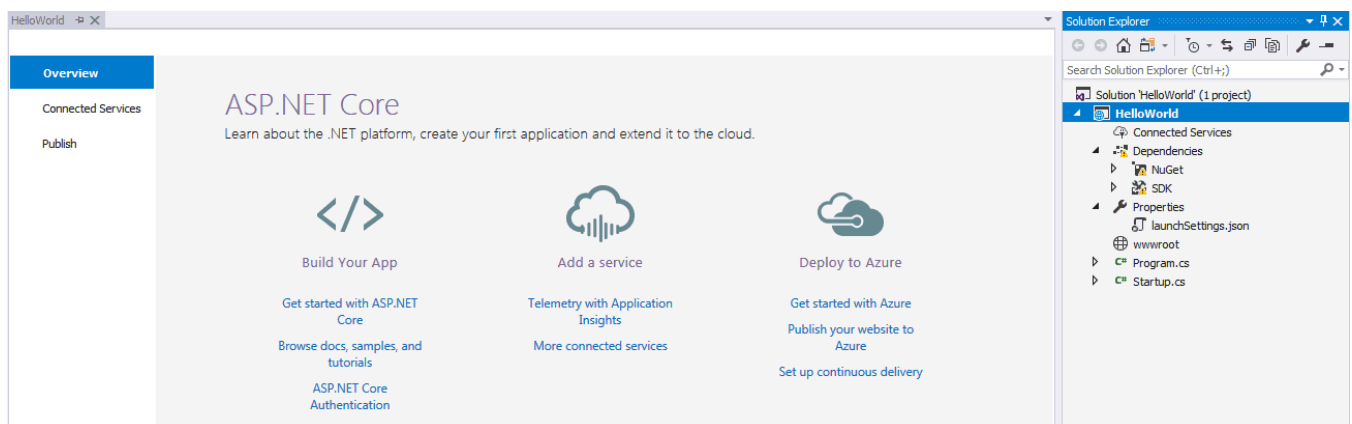 HelloWorld
Overview
Connected Services
Publish
ASP.NET Core
Learn about the .NET platform, create your first application and extend it to the cloud.
</>
Build Your App
Get started with ASP.NET
Core
Browse docs, samples, and
tutorials
ASP.NET Core
Authentication
Add a service
Telemetry with Application
Insights
More connected services
Deploy to Azure
Get started with Azure
Publish your website to
Azure
Set up continuous delivery
Solution Explorer
Search Solution Explorer (Ctrl+;)
Solution 'HelloWorld' (1 project)
HelloWorld
Connected Services
Dependencies
NuGet
SDK
Properties
launchSettings.json
wwwroot
C# Program.cs
C# Startup.cs